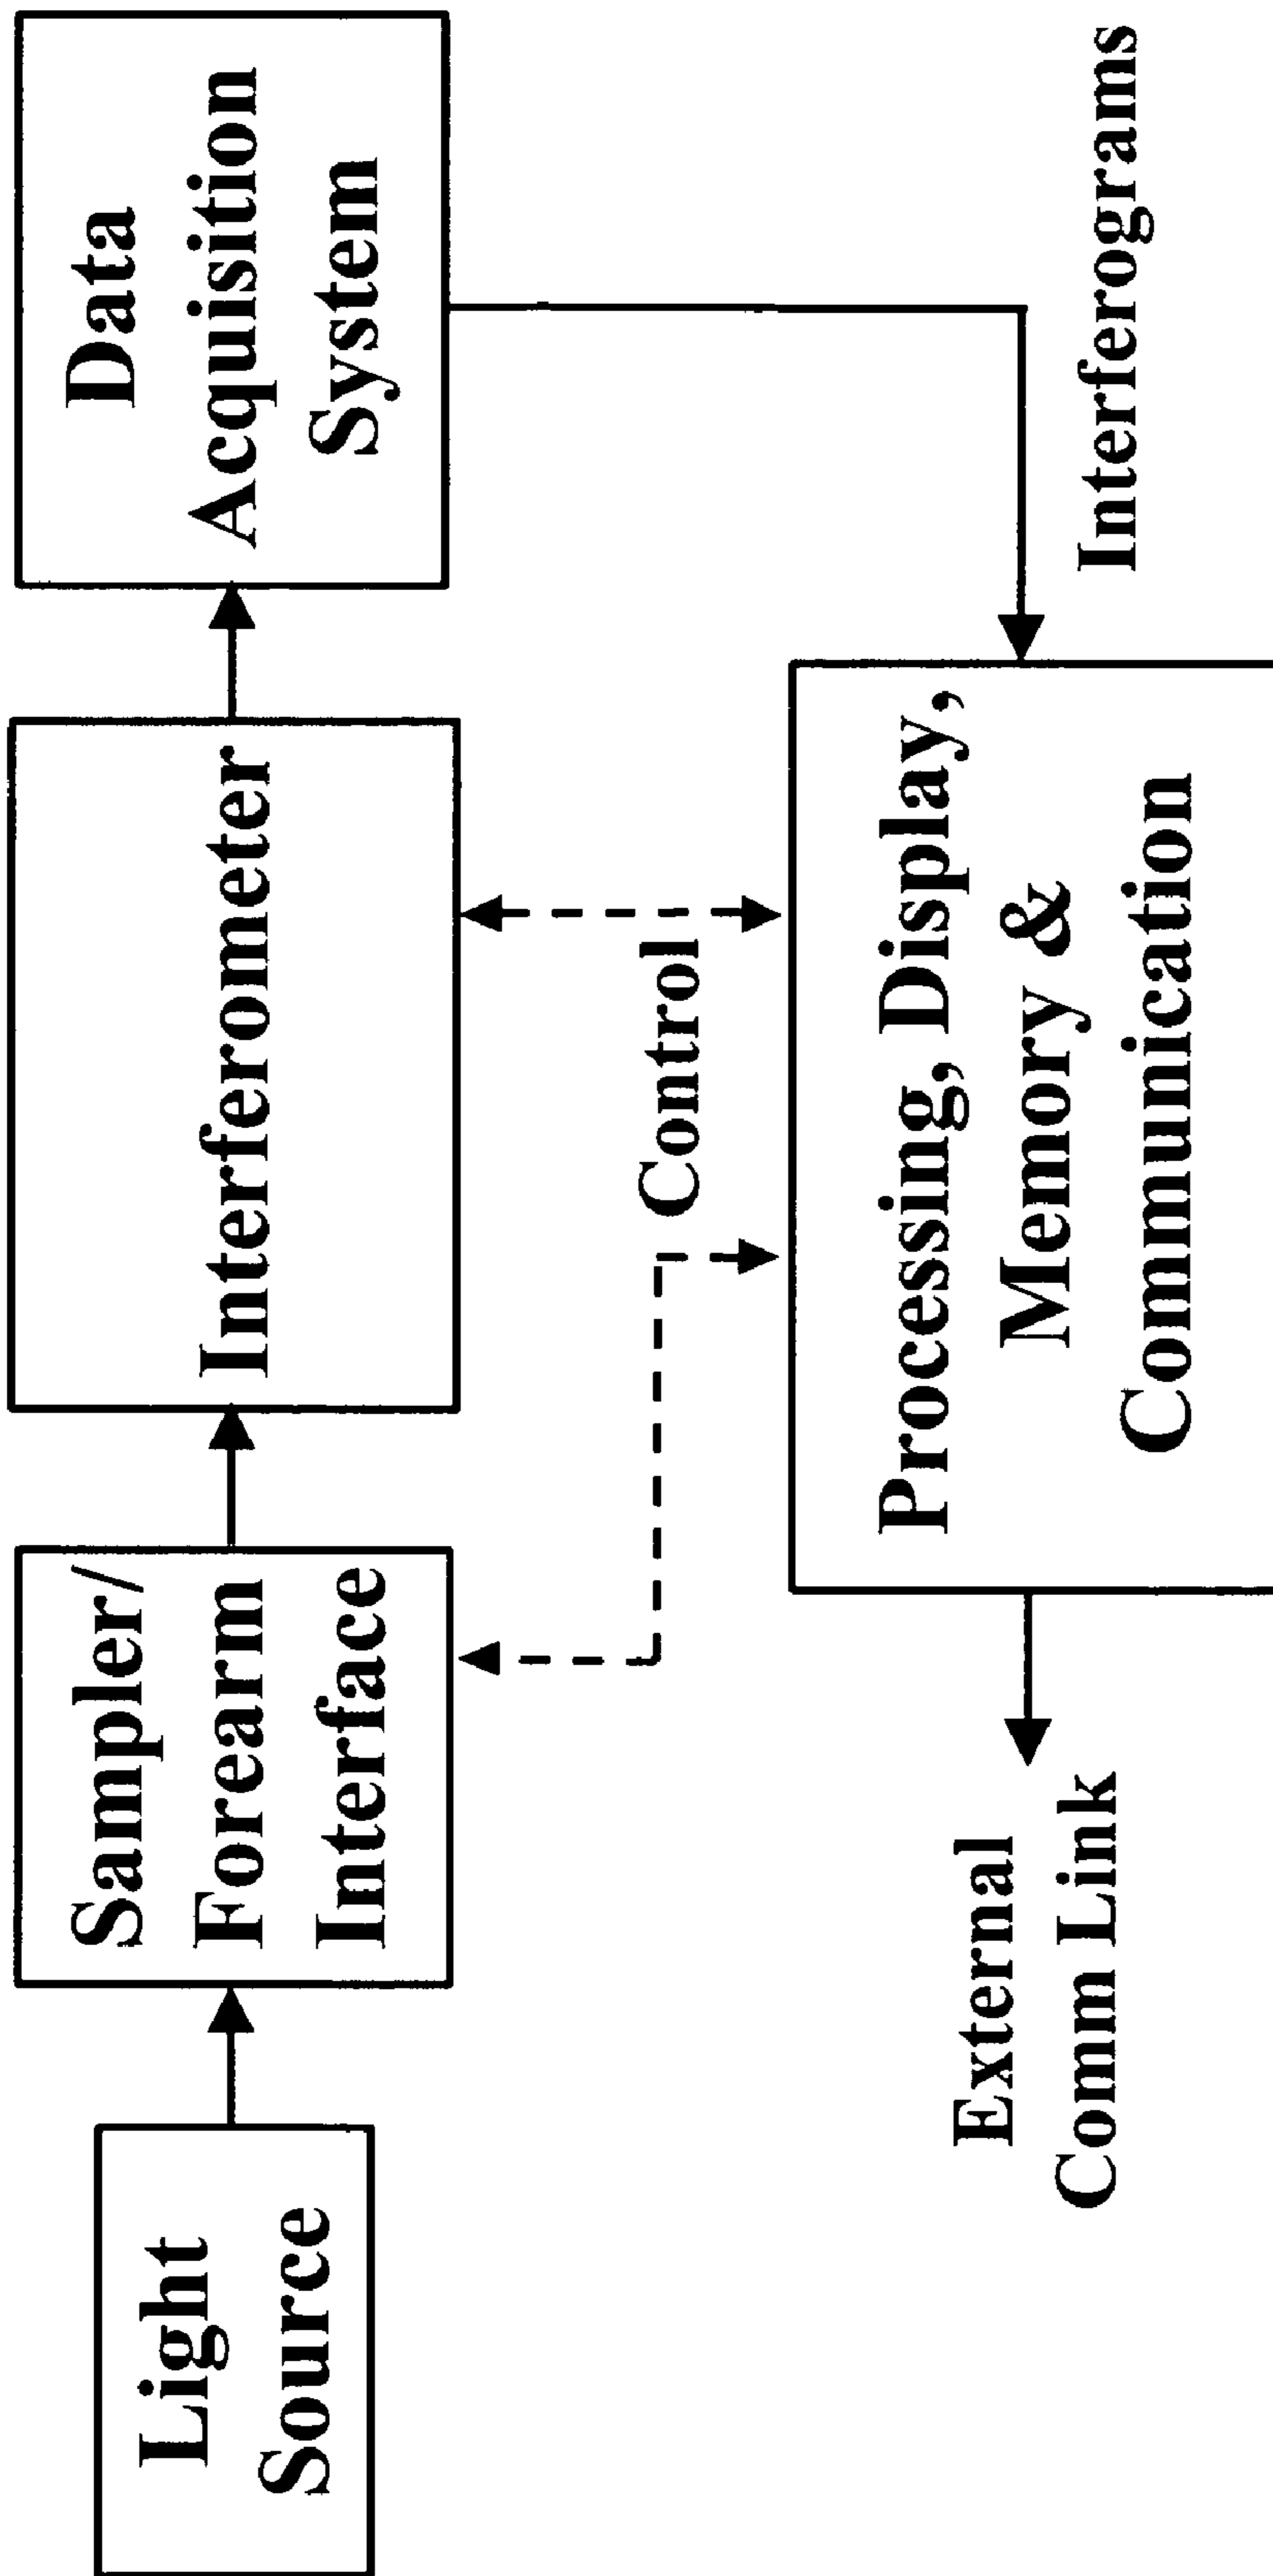 Light
Source
Sampler/
Forearm
Interface
Interferometer
Data
Acquisition
System
Control
Processing, Display,
Memory &
Communication
Interferograms
External
Comm Link